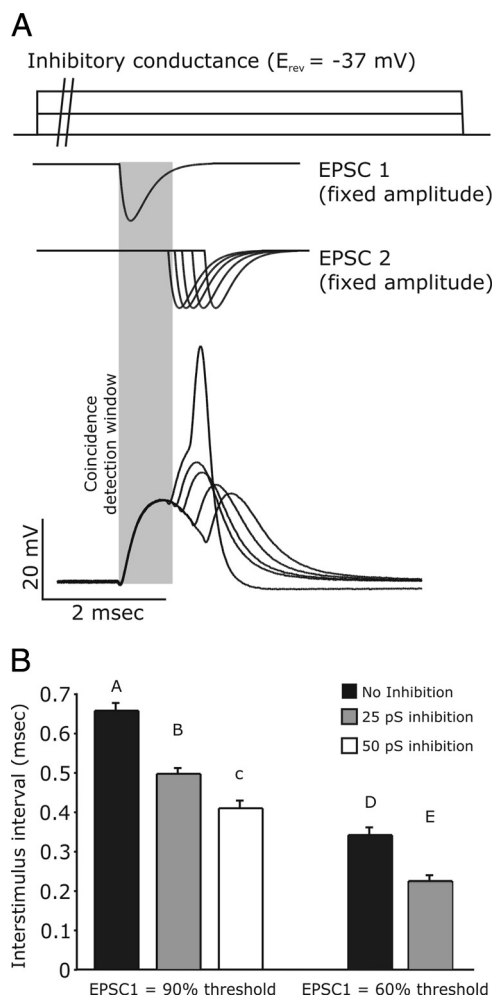 A
Inhibitory conductance (Erev = -37 mV)
EPSC 1
(fixed amplitude)
EPSC 2
(fixed amplitude)
Coincidence
detection window
20 mV
2 msec
B
Interstimulus interval (msec)
0.7
0.6
0.5
0.4
0.3
0.2
0.1
0
A
B
c
D
E
No Inhibition
25 pS inhibition
50 pS inhibition
EPSC1 = 90% threshold
EPSC1 = 60% threshold